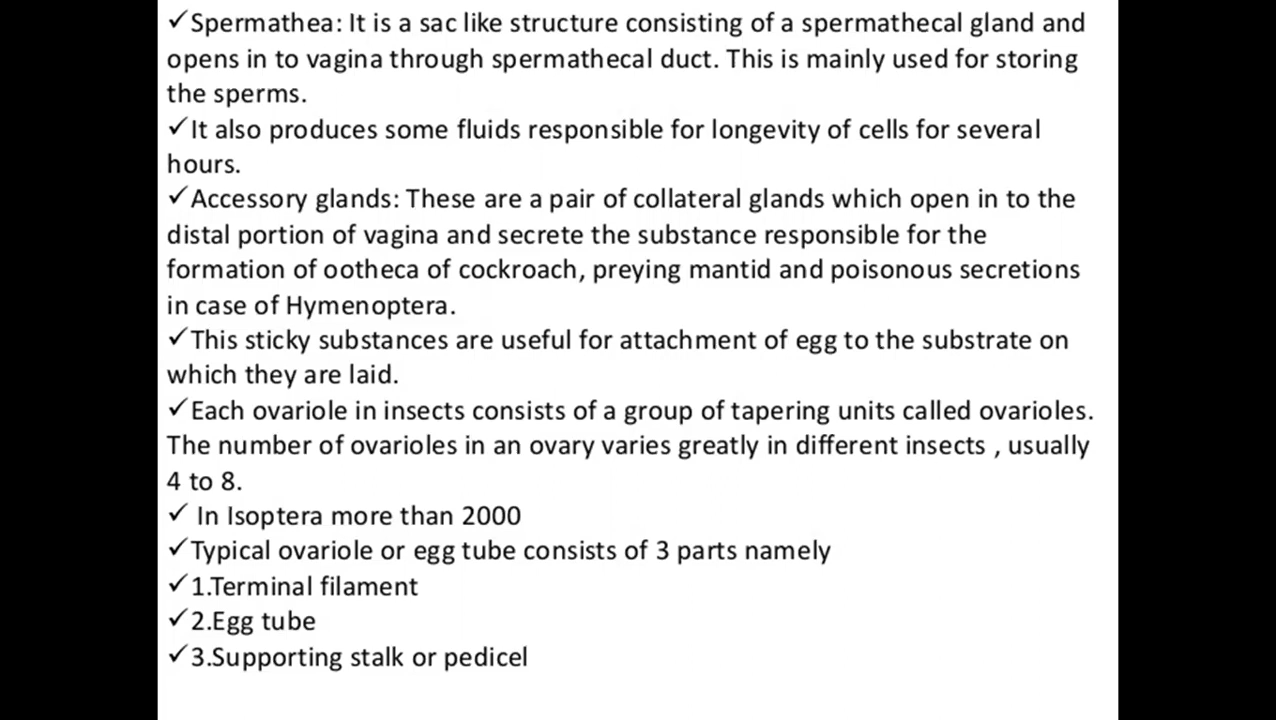 ✓Spermathea: It is a sac like structure consisting of a spermathecal gland and
opens in to vagina through spermathecal duct. This is mainly used for storing
the sperms.
✓It also produces some fluids responsible for longevity of cells for several
hours.
✓Accessory glands: These are a pair of collateral glands which open in to the
distal portion of vagina and secrete the substance responsible for the
formation of ootheca of cockroach, preying mantid and poisonous secretions
in case of Hymenoptera.
✓This sticky substances are useful for attachment of egg to the substrate on
which they are laid.
✓Each ovariole in insects consists of a group of tapering units called ovarioles.
The number of ovarioles in an ovary varies greatly in different insects , usually
4 to 8.
✓ In Isoptera more than 2000
✓Typical ovariole or egg tube consists of 3 parts namely
✓1.Terminal filament
✓2.Egg tube
✓3.Supporting stalk or pedicel